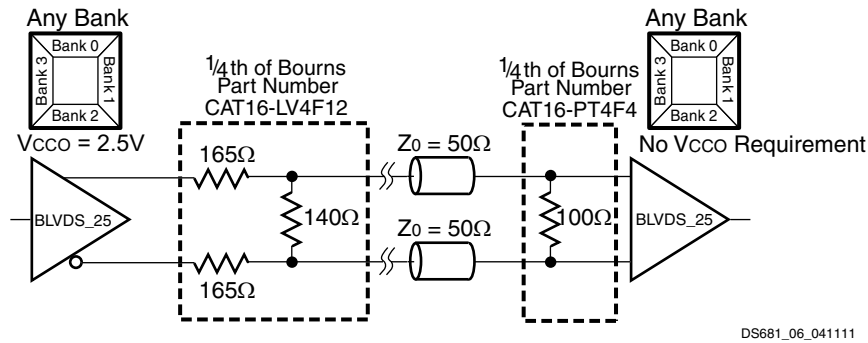 Any Bank
Bank 0
Bank 3
Bank 1
Bank 2
VCCO = 2.5V
1/4th of Bourns
Part Number
CAT16-LV4F12
1/4th of Bourns
Part Number
CAT16-PT4F4
Any Bank
Bank 0
Bank 3
Bank 1
Bank 2
No VCCO Requirement
BLVDS_25
165Ω
140Ω
165Ω
Z0 = 50Ω
Z0 = 50Ω
100Ω
BLVDS_25
DS681_06_041111